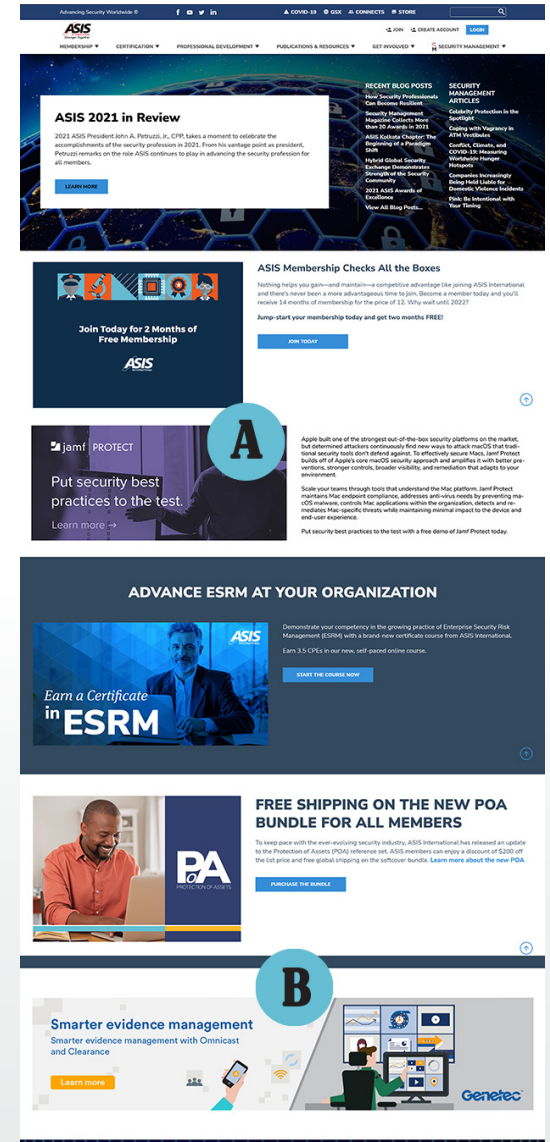 Advancing Security Worldwide ®
COVID-19 GSX CONNECTS STORE
ASIS
JOIN CREATE ACCOUNT LOGIN
MEMBERSHIP ▼ CERTIFICATION ▼ PROFESSIONAL DEVELOPMENT ▼ PUBLICATIONS & RESOURCES ▼ GET INVOLVED ▼ SECURITY MANAGEMENT ▼
ASIS 2021 in Review
2021 ASIS President John A. Petruzzi, Jr., CPP, takes a moment to celebrate the
accomplishments of the security profession in 2021. From his vantage point as president,
Petruzzi remarks on the role ASIS continues to play in advancing the security profession for
all members.
LEARN MORE
RECENT BLOG POSTS
How Security Professionals
Can Become Resilient
Security Management
Magazine Collects More
than 20 Awards in 2021
ASIS Kolkata Chapter: The
Beginning of a Paradigm
Shift
Hybrid Global Security
Exchange Demonstrates
Strength of the Security
Community
2021 ASIS Awards of
Excellence
View All Blog Posts...
SECURITY
MANAGEMENT
ARTICLES
Celebrity Protection in the
Spotlight
Coping with Vagrancy in
ATM Vestibules
Conflict, Climate, and
COVID-19: Measuring
Worldwide Hunger
Hotspots
Companies Increasingly
Being Held Liable for
Domestic Violence Incidents
Pink: Be Intentional with
Your Timing
Join Today for 2 Months of
Free Membership
ASIS
ASIS Membership Checks All the Boxes
Nothing helps you gain—and maintain—a competitive advantage like joining ASIS International
and there's never been a more advantageous time to join. Become a member today and you'll
receive 14 months of membership for the price of 12. Why wait until 2022?
Jump-start your membership today and get two months FREE!
JOIN TODAY
A
jamf PROTECT
Put security best
practices to the test.
Learn more →
Apple built one of the strongest out-of-the-box security platforms on the market,
but determined attackers continuously find new ways to attack macOS that tradi-
tional security tools don't defend against. To effectively secure Macs, Jamf Protect
builds off of Apple's core macOS security approach and amplifies it with better pre-
ventions, stronger controls, broader visibility, and remediation that adapts to your
environment.
Scale your teams through tools that understand the Mac platform. Jamf Protect
maintains Mac endpoint compliance, addresses anti-virus needs by preventing ma-
cOS malware, controls Mac applications within the organization, detects and re-
mediates Mac-specific threats while maintaining minimal impact to the device and
end-user experience.
Put security best practices to the test with a free demo of Jamf Protect today.
ADVANCE ESRM AT YOUR ORGANIZATION
ASIS
Earn a Certificate
in ESRM
Demonstrate your competency in the growing practice of Enterprise Security Risk
Management (ESRM) with a brand-new certificate course from ASIS International.
Earn 3.5 CPEs in our new, self-paced online course.
START THE COURSE NOW
PoA
PROTECTION OF ASSETS
FREE SHIPPING ON THE NEW POA
BUNDLE FOR ALL MEMBERS
To keep pace with the ever-evolving security industry, ASIS International has released an update
to the Protection of Assets (POA) reference set. ASIS members can enjoy a discount of $200 off
the list price and free global shipping on the softcover bundle. Learn more about the new POA
PURCHASE THE BUNDLE
B
Smarter evidence management
Smarter evidence management with Omnicast
and Clearance
Learn more
Genetec